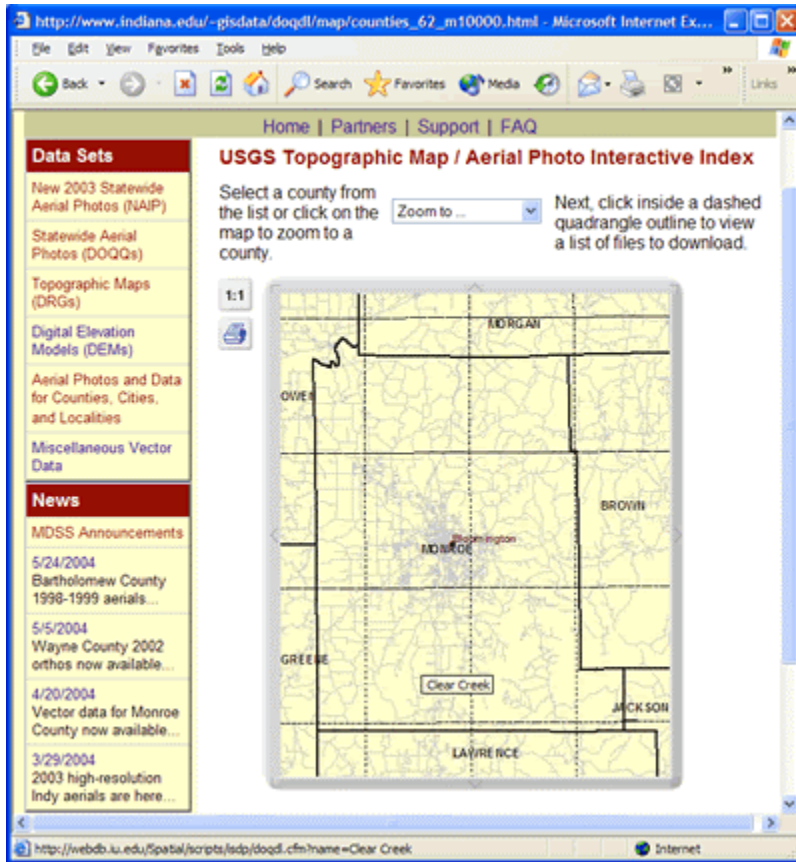 http://www.indiana.edu/~gisdata/doqdl/map/counties_62_m10000.html - Microsoft Internet Ex...
File Edit View Favorites Tools Help
Back Search Favorites Media Links
Home | Partners | Support | FAQ
Data Sets
New 2003 Statewide
Aerial Photos (NAIP)
Statewide Aerial
Photos (DOQQs)
Topographic Maps
(DRGs)
Digital Elevation
Models (DEMs)
Aerial Photos and Data
for Counties, Cities,
and Localities
Miscellaneous Vector
Data
News
MDSS Announcements
5/24/2004
Bartholomew County
1998-1999 aerials...
5/5/2004
Wayne County 2002
orthos now available...
4/20/2004
Vector data for Monroe
County now available...
3/29/2004
2003 high-resolution
Indy aerials are here...
USGS Topographic Map / Aerial Photo Interactive Index
Select a county from
the list or click on the
map to zoom to a
county.
Zoom to ...
Next, click inside a dashed
quadrangle outline to view
a list of files to download.
1:1
MORGAN
OWEN
BROWN
Bloomington
MONROE
GREENE
Clear Creek
JACKSON
LAWRENCE
http://webdb.iu.edu/Spatial/scripts/isdp/doqdl.cfm?name=Clear Creek
Internet